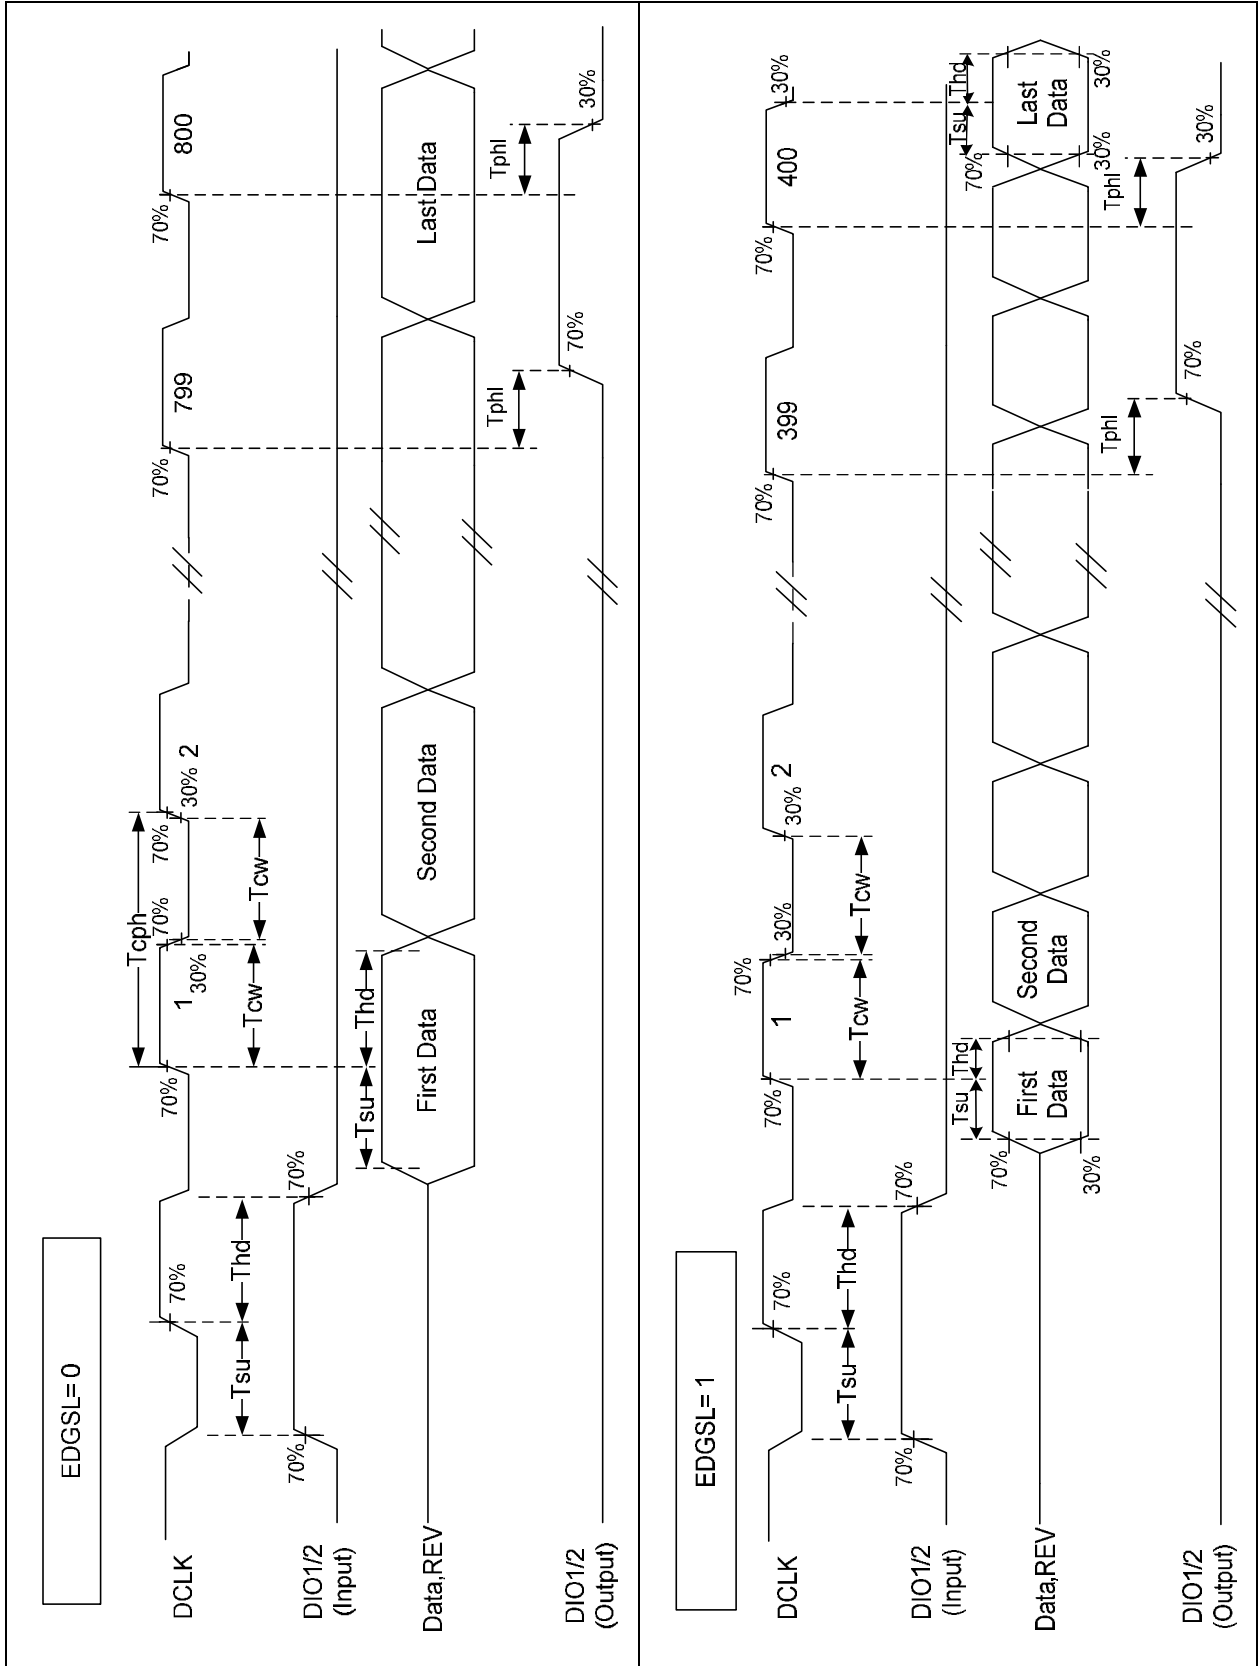 EDGSL= 0
DCLK
70%
70%
1
30%
70%
Tcph
70%
30%
2
70%
799
70%
800
Tsu
Thd
Tcw
Tcw
DIO1/2
(Input)
70%
70%
Data,REV
Tsu
Thd
First Data
Second Data
Last Data
Tphl
Tphl
DIO1/2
(Output)
70%
30%
EDGSL= 1
DCLK
70%
70%
1
70%
30%
30%
2
70%
399
70%
400
30%
Tsu
Thd
Tcw
Tcw
DIO1/2
(Input)
70%
70%
Data,REV
70%
30%
Tsu
Thd
First
Data
Second
Data
70%
30%
Tsu
Thd
Last
Data
30%
Tphl
Tphl
DIO1/2
(Output)
70%
30%